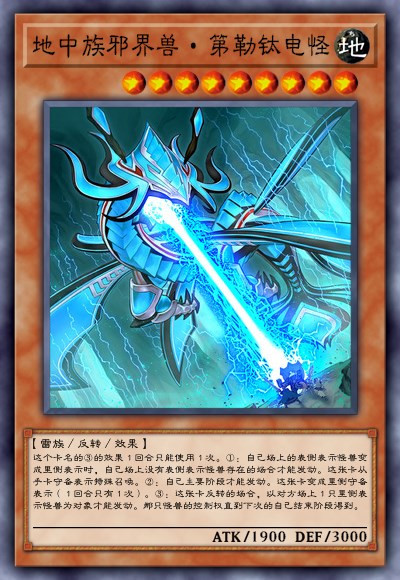 地中族邪界兽·第勒钛电怪
地
【雷族/反转/效果】
这个卡名的③的效果1回合只能使用1次。①：自己场上的表侧表示怪兽变
成里侧表示时，自己场上没有表侧表示怪兽存在的场合才能发动。这张卡从
手卡守备表示特殊召唤。②：自己主要阶段才能发动。这张卡变成里侧守备
表示（1回合只有1次）。③：这张卡反转的场合，以对方场上1只里侧表
示怪兽为对象才能发动。那只怪兽的控制权直到下次的自己结束阶段得到。
ATK/1900 DEF/3000